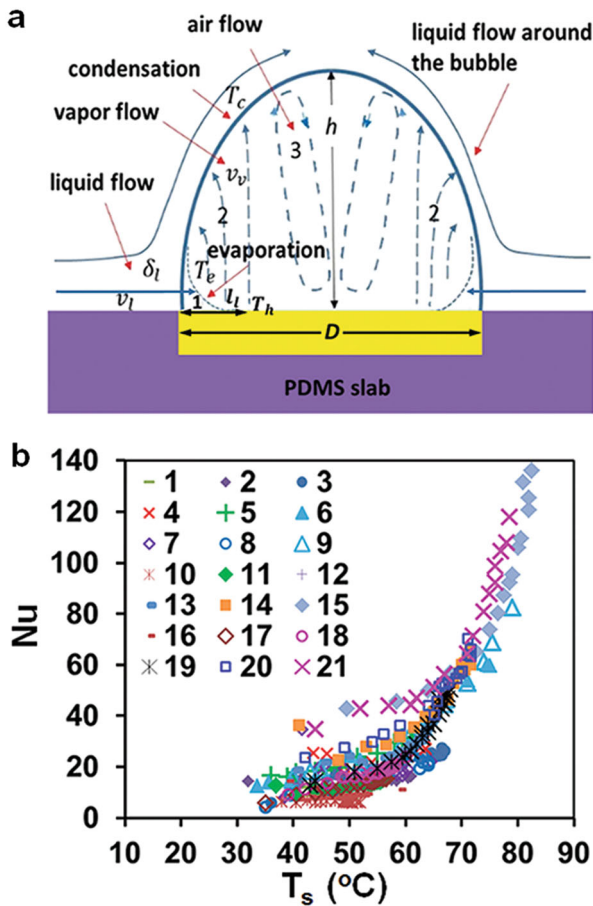 a
air flow
liquid flow around
the bubble
condensation
T_c
vapor flow
h
3
v_v
liquid flow
2
2
evaporation
δ_l
T_e
v_l
1
l_l
T_h
D
PDMS slab
b
140
120
100
80
60
40
20
0
Nu
1 2 3
4 5 6
7 8 9
10 11 12
13 14 15
16 17 18
19 20 21
10 20 30 40 50 60 70 80 90
T_s (°C)